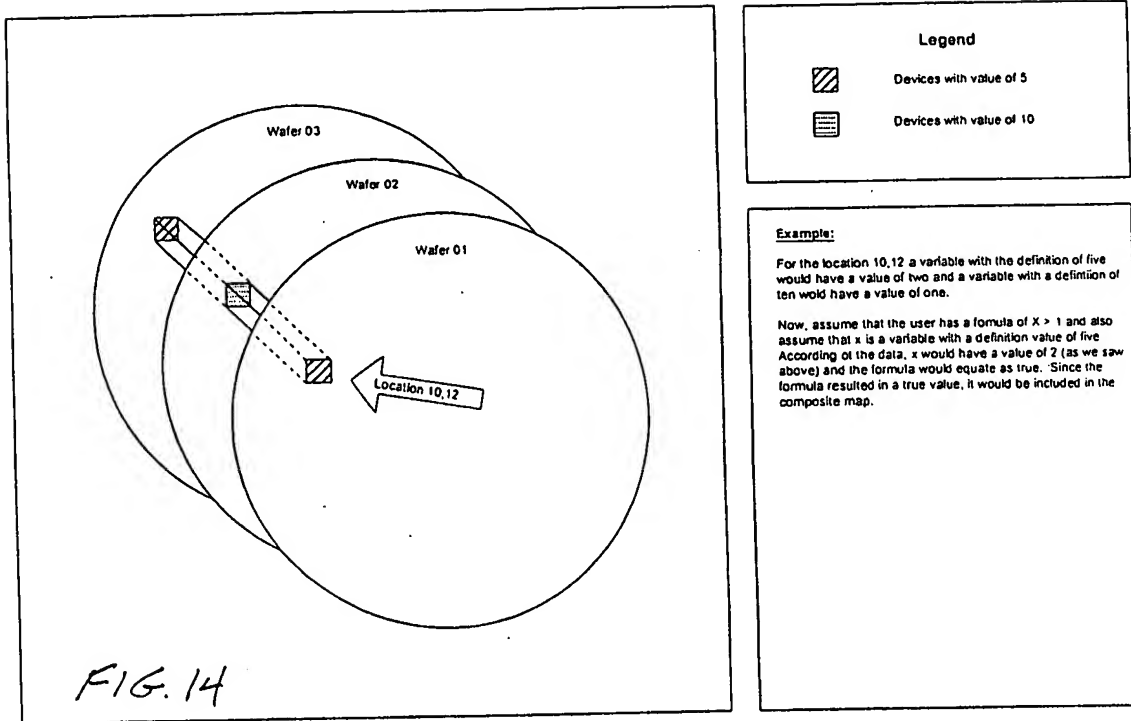 Wafer 03
Wafer 02
Wafer 01
Location 10,12
FIG. 14
Legend
Devices with value of 5
Devices with value of 10
Example:
For the location 10,12 a variable with the definition of five
would have a value of two and a variable with a defimtion of
ten wold have a value of one.
Now, assume that the user has a fomula of X > 1 and also
assume that x is a variable with a definition value of five
According ot the data, x would have a value of 2 (as we saw
above) and the formula would equate as true. Since the
formula resulted in a true value, it would be included in the
composite map.